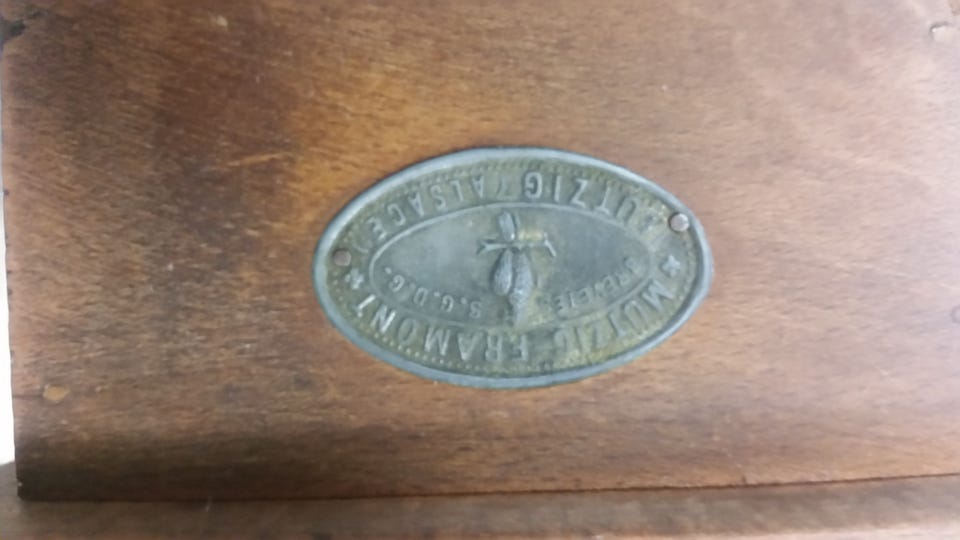 MUTZIG-FRAMONT
BREVETE S.G.D.G.
MUTZIG (ALSACE)